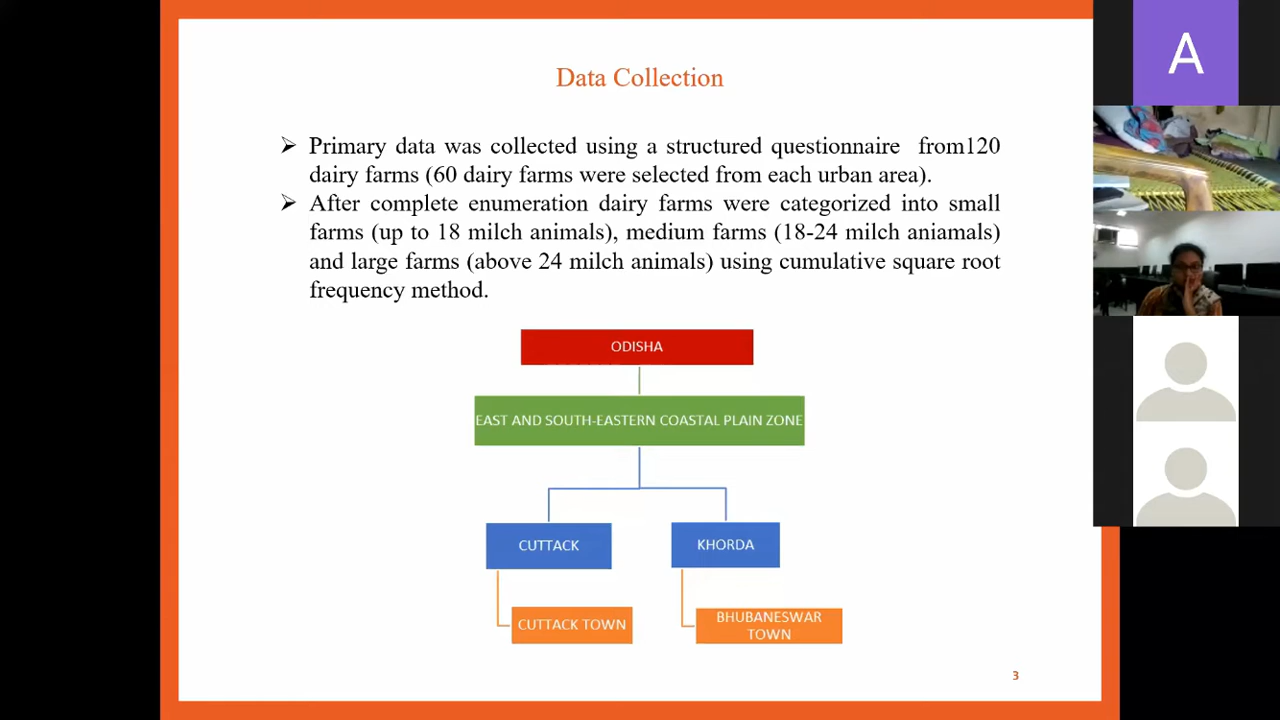 Data Collection
➢ Primary data was collected using a structured questionnaire from120
dairy farms (60 dairy farms were selected from each urban area).
➢ After complete enumeration dairy farms were categorized into small
farms (up to 18 milch animals), medium farms (18-24 milch aniamals)
and large farms (above 24 milch animals) using cumulative square root
frequency method.
ODISHA
EAST AND SOUTH-EASTERN COASTAL PLAIN ZONE
CUTTACK
KHORDA
CUTTACK TOWN
BHUBANESWAR
TOWN
3
A